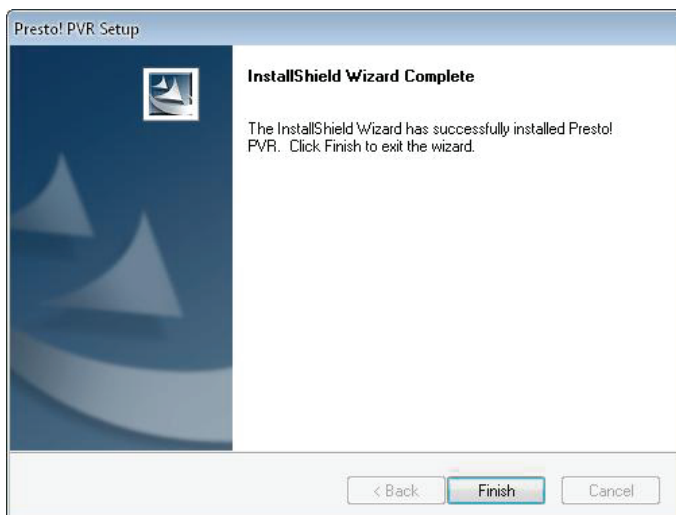 Presto! PVR Setup
InstallShield Wizard Complete
The InstallShield Wizard has successfully installed Presto!
PVR. Click Finish to exit the wizard.
< Back
Finish
Cancel